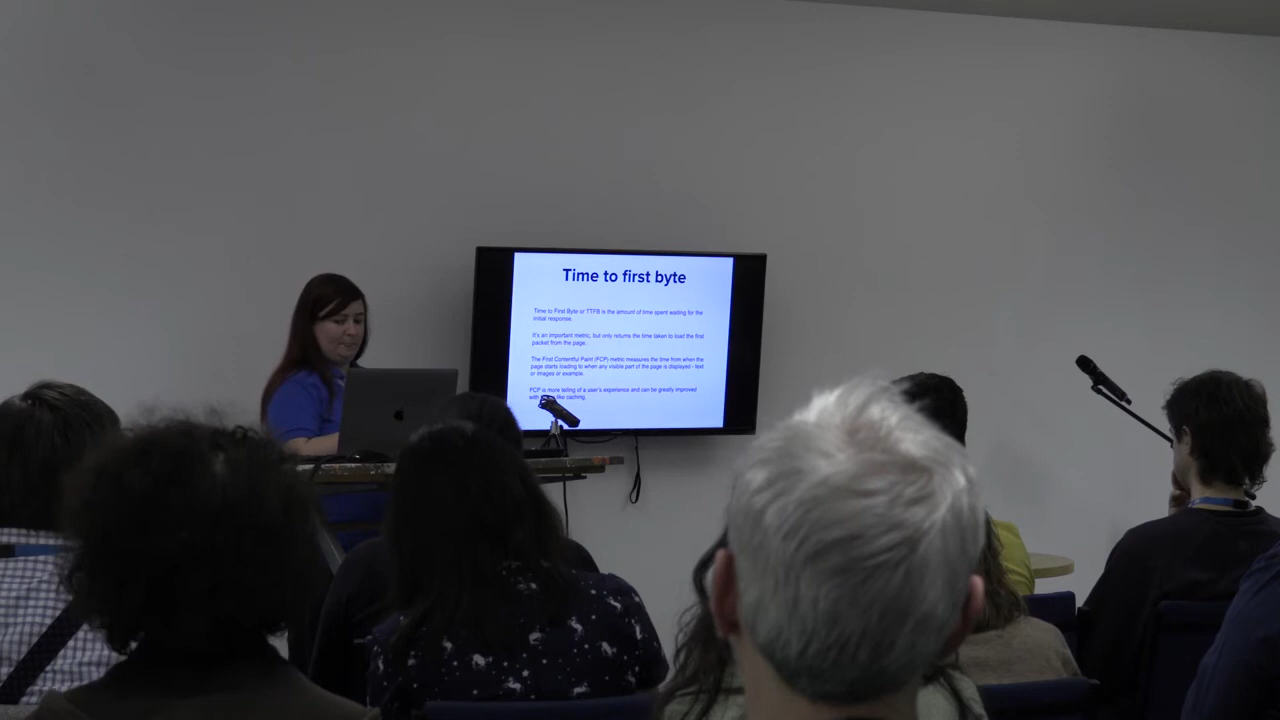 Time to first byte
Time to First Byte or TTFB is the amount of time spent waiting for the
initial response.
It's an important metric, but only returns the time taken to load the first
packet from the page.
The First Contentful Paint (FCP) metric measures the time from when the
page starts loading to when any visible part of the page is displayed - text
or images or example.
FCP is more telling of a user's experience and can be greatly improved
with like caching.